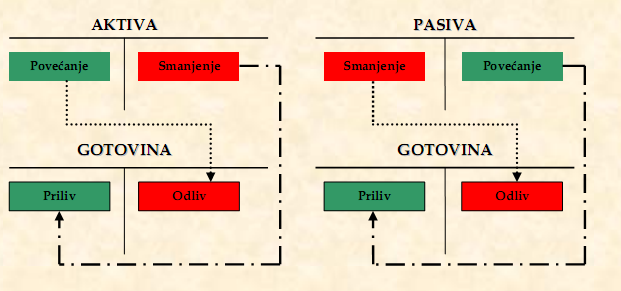 AKTIVA
PASIVA
Povećanje
Smanjenje
Smanjenje
Povećanje
GOTOVINA
GOTOVINA
Priliv
Odliv
Priliv
Odliv